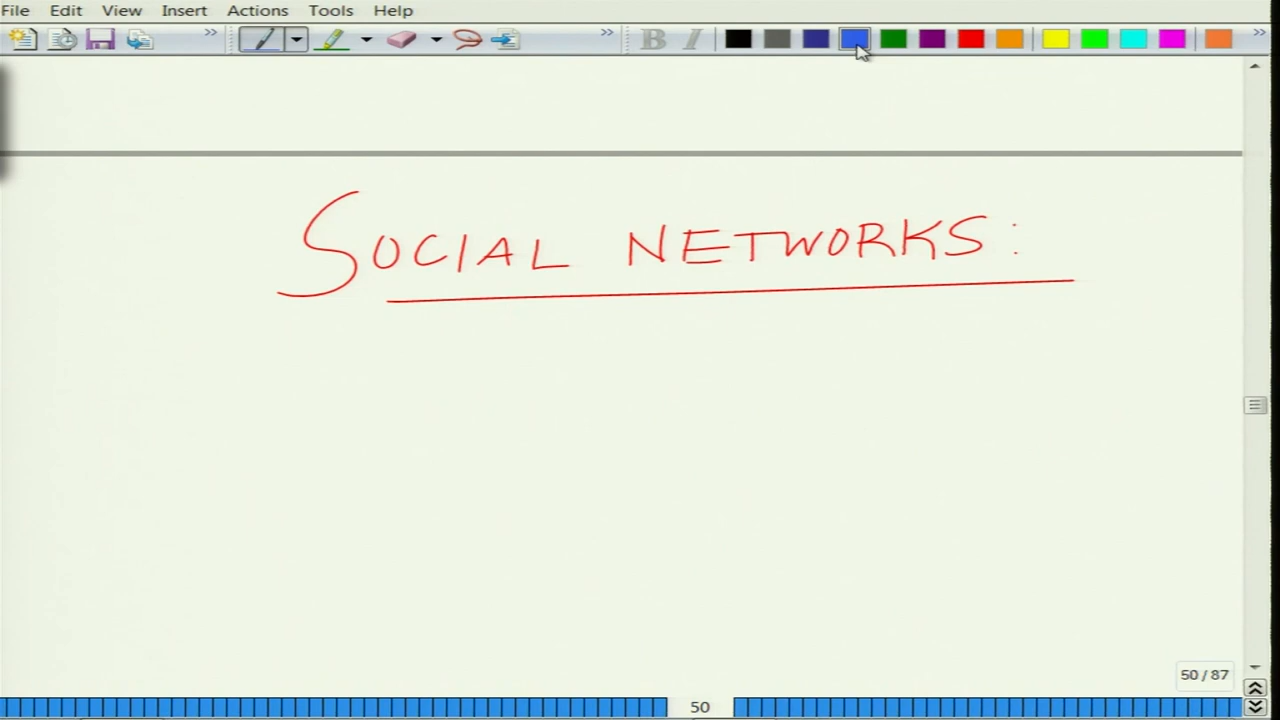 File Edit View Insert Actions Tools Help
B I
SOCIAL NETWORKS:
50 / 87
50